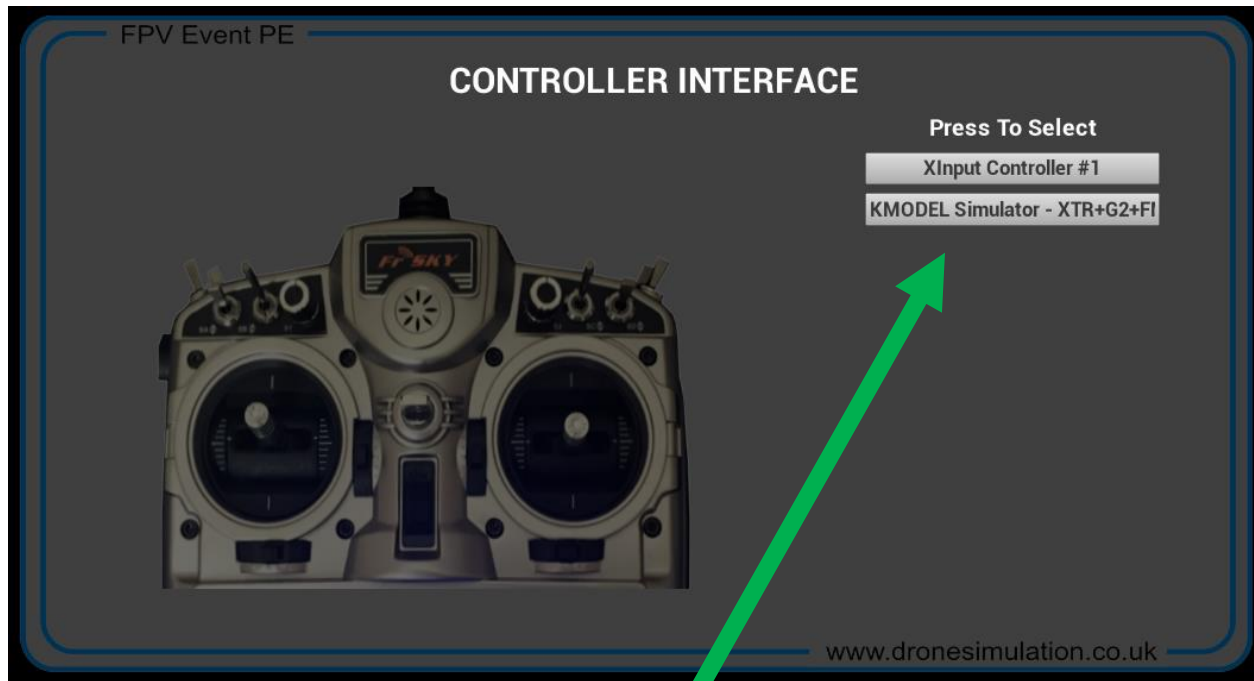 FPV Event PE
CONTROLLER INTERFACE
Press To Select
XInput Controller #1
KMODEL Simulator - XTR+G2+F
FrSKY
www.dronesimulation.co.uk